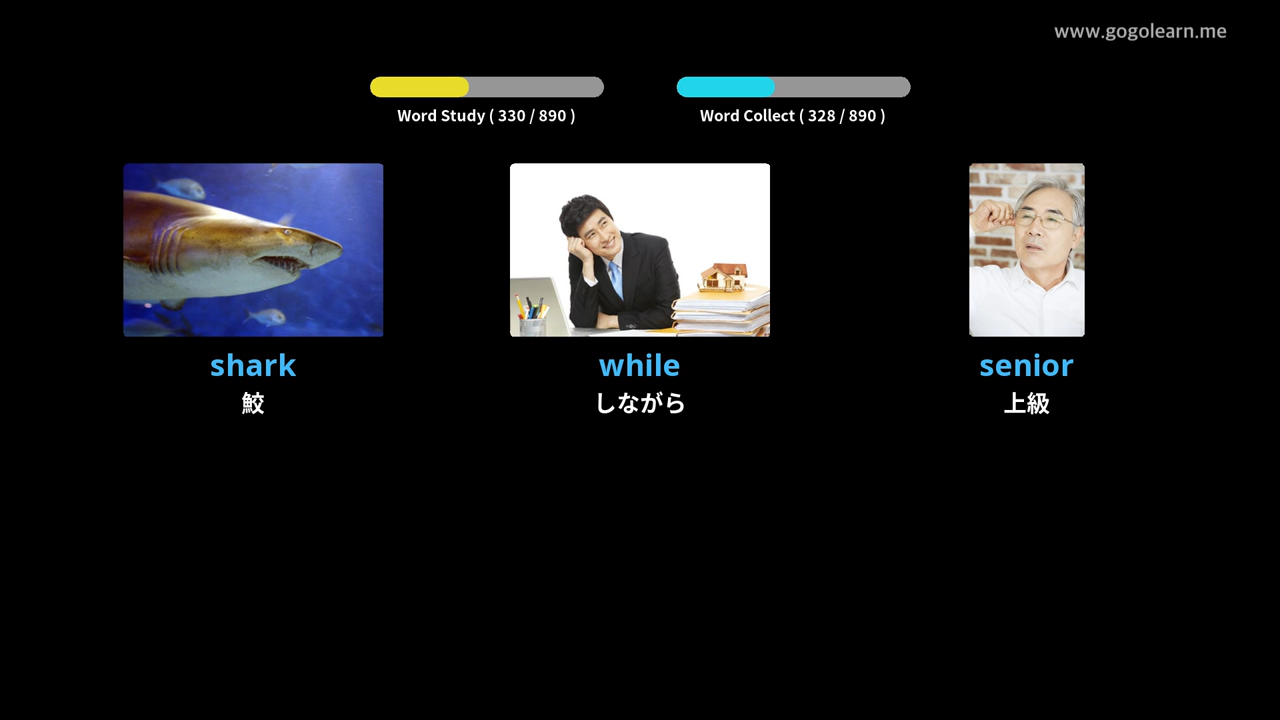 www.gogolearn.me
Word Study ( 330 / 890 )
Word Collect ( 328 / 890 )
shark
while
senior
鮫
しながら
上級